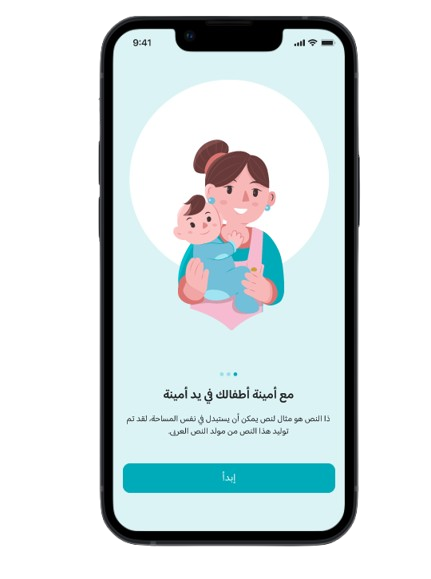 9:41
مع أمينة أطفالك في يد أمينة
ذا النص هو مثال لنص يمكن أن يستبدل في نفس المساحة، لقد تم
توليد هذا النص من مولد النص العربى.
إبدأ